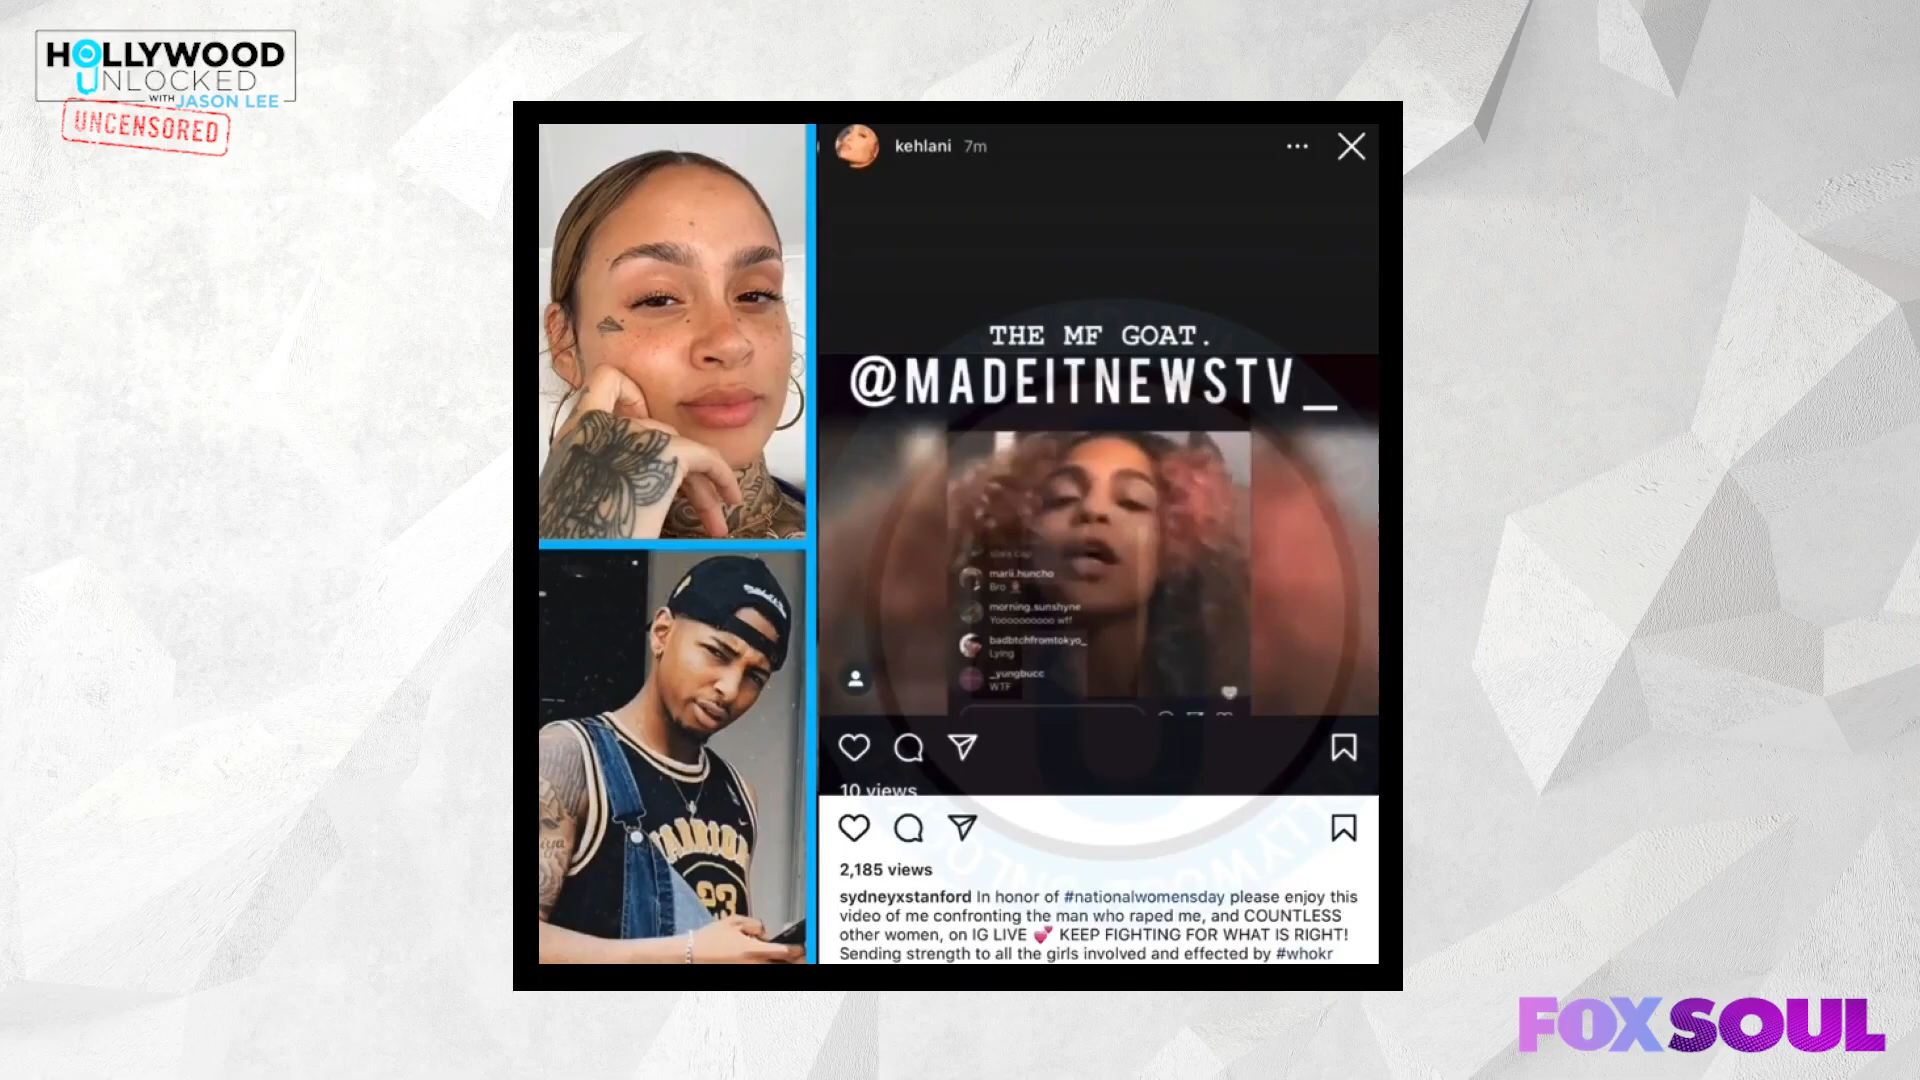 HOLLYWOOD
UNLOCKED
WITH JASON LEE
UNCENSORED
kehlani 7m
THE MF GOAT.
@MADEITNEWSTV_
marii.huncho
Bro
morning.sunshyne
Yoooooooooo wtf
badbtchfromtokyo_
Lying
_yungbucc
WTF
10 views
2,185 views
sydneyxstanford In honor of #nationalwomensday please enjoy this
video of me confronting the man who raped me, and COUNTLESS
other women, on IG LIVE 💕 KEEP FIGHTING FOR WHAT IS RIGHT!
Sending strength to all the girls involved and effected by #whokr
23
FOX SOUL